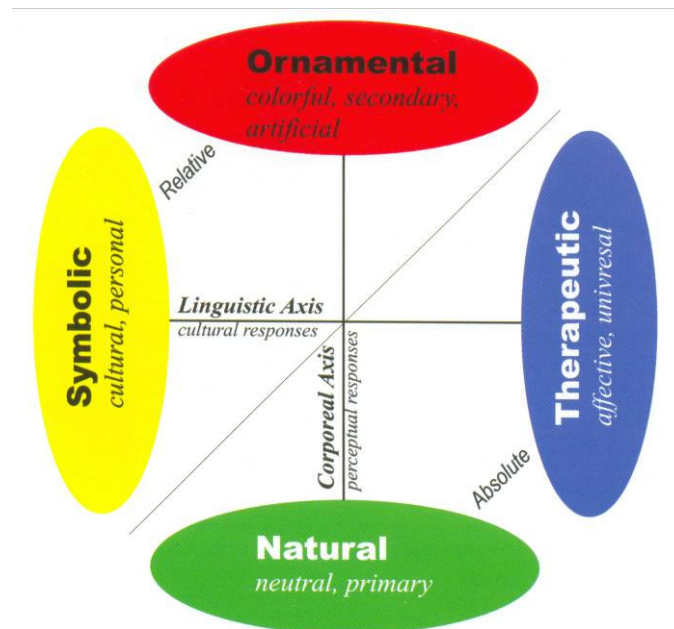 Ornamental
colorful, secondary,
artificial
Relative
Symbolic
cultural, personal
Linguistic Axis
cultural responses
Corporeal Axis
perceptual responses
Therapeutic
affective, univresal
Absolute
Natural
neutral, primary